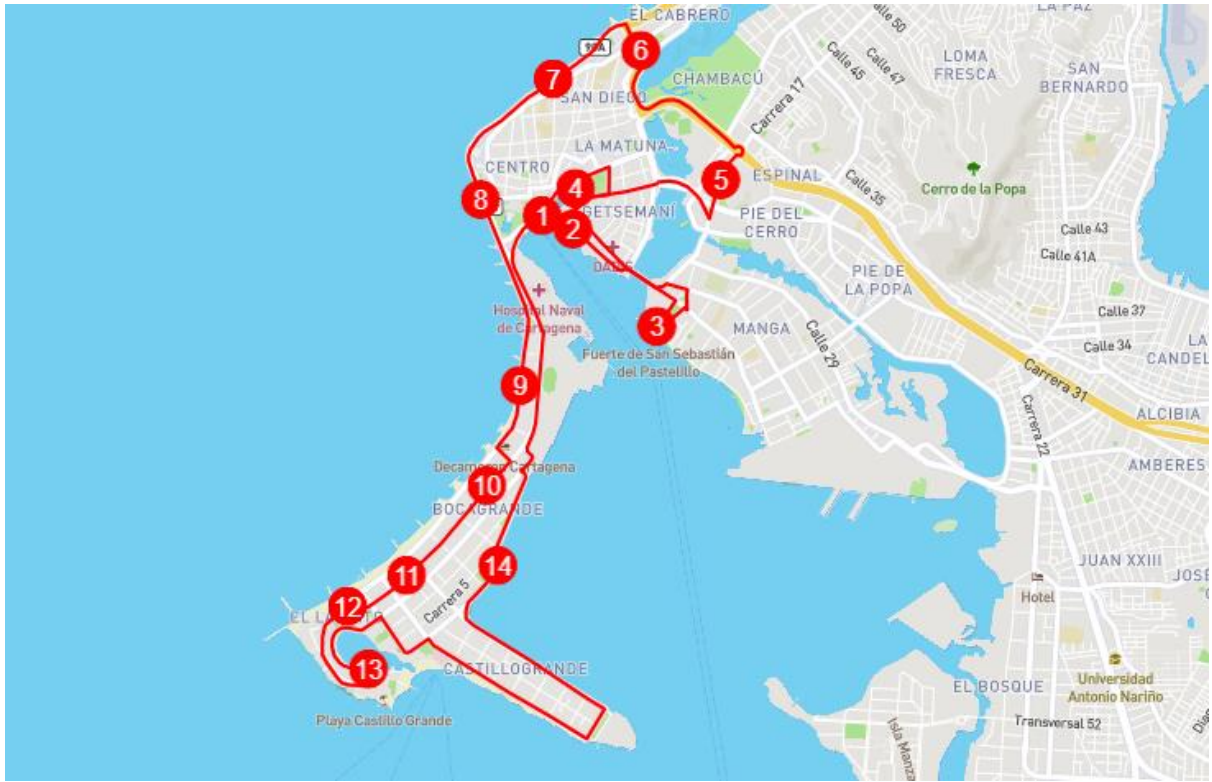 EL CABRERO
LA PAZ
Calle 50
90A
6
LOMA
FRESCA
Calle 45
Calle 47
SAN
BERNARDO
7
CHAMBACÚ
SAN DIEGO
Carrera 17
LA MATUNA
CENTRO
4
5
ESPINAL
Cerro de la Popa
8
1
GETSEMANÍ
2
PIE DEL
CERRO
Calle 35
Calle 43
Calle 41A
PIE DE
LA POPA
Hospital Naval
de Cartagena
3
MANGA
Calle 29
Calle 37
Calle 34
LA
CANDEL
Fuerte de San Sebastián
del Pastelillo
9
Carrera 31
ALCIBIA
Carrera 22
Decameron Cartagena
AMBERES
10
BOCAGRANDE
14
11
JUAN XXIII
JOSÉ
Carrera 5
Hotel
12
13
CASTILLOGRANDE
EL BOSQUE
Universidad
Antonio Nariño
Playa Castillo Grande
Isla Manza
Transversal 52